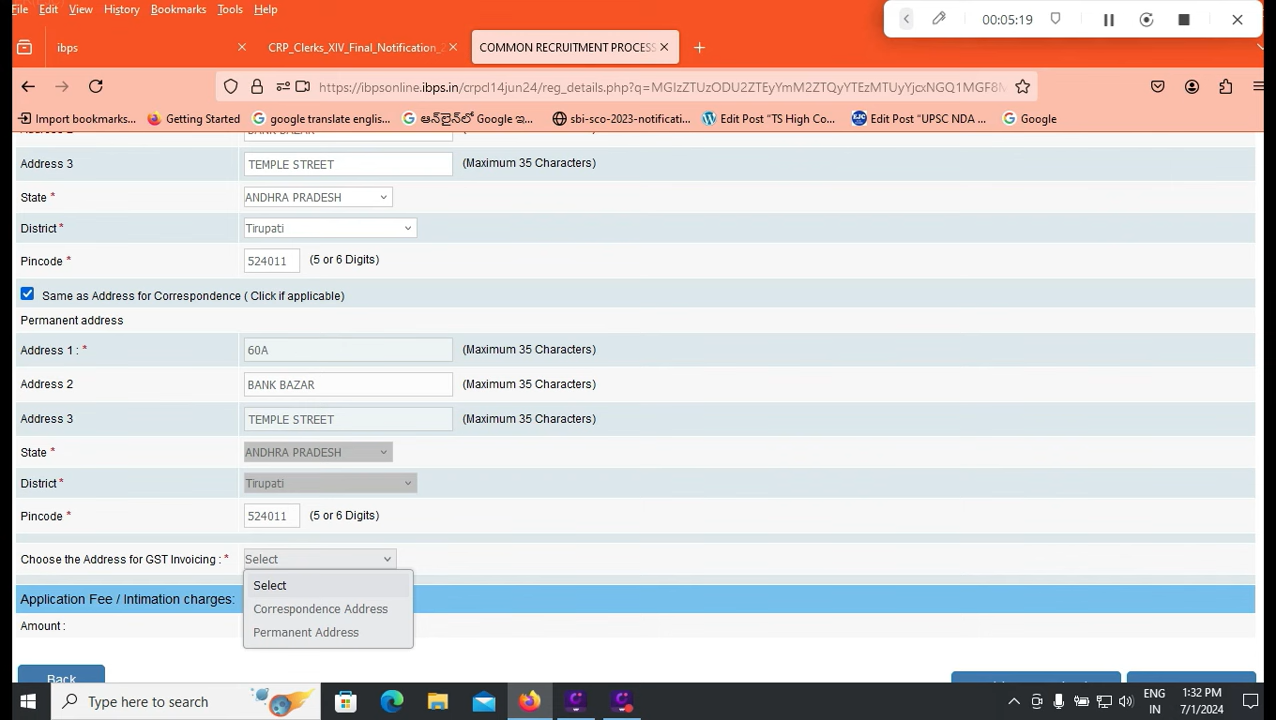 File Edit View History Bookmarks Tools Help
00:05:19
ibps
CRP_Clerks_XIV_Final_Notification_
COMMON RECRUITMENT PROCESS
https://ibpsonline.ibps.in/crpcl14jun24/reg_details.php?q=
Import bookmarks... Getting Started google translate englis... ఆన్‌లైన్‌లో Google ఇ... sbi-sco-2023-notificati... Edit Post "TS High Co... Edit Post "UPSC NDA ... Google
BANK BAZAR
Address 3 TEMPLE STREET (Maximum 35 Characters)
State * ANDHRA PRADESH
District * Tirupati
Pincode * 524011 (5 or 6 Digits)
Same as Address for Correspondence ( Click if applicable)
Permanent address
Address 1 : * 60A (Maximum 35 Characters)
Address 2 BANK BAZAR (Maximum 35 Characters)
Address 3 TEMPLE STREET (Maximum 35 Characters)
State * ANDHRA PRADESH
District * Tirupati
Pincode * 524011 (5 or 6 Digits)
Choose the Address for GST Invoicing : * Select
Select
Application Fee / Intimation charges:
Correspondence Address
Amount :
Permanent Address
Back
Type here to search
ENG
IN
1:32 PM
7/1/2024